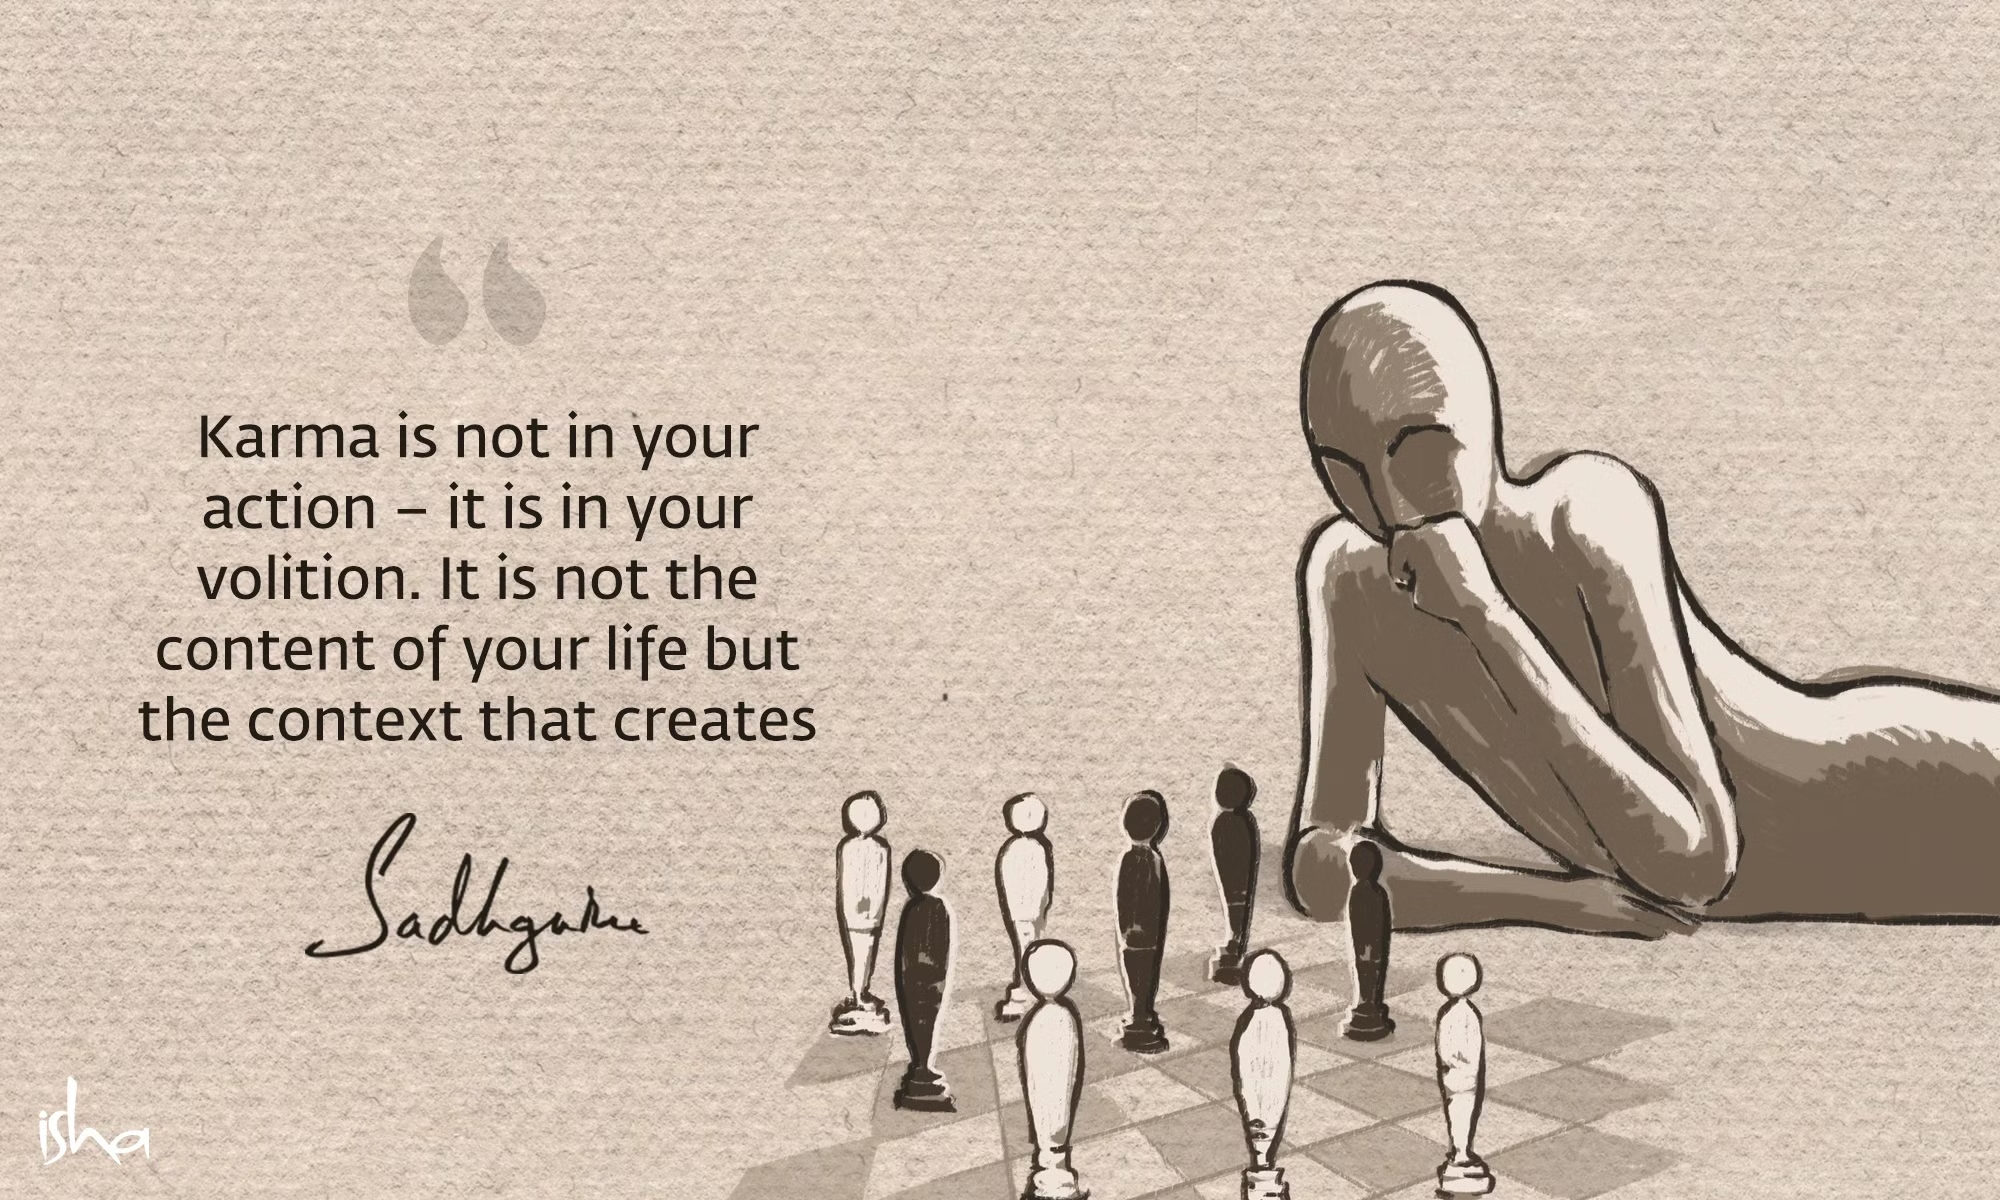 “
Karma is not in your
action – it is in your
volition. It is not the
content of your life but
the context that creates
Sadhguru
isha